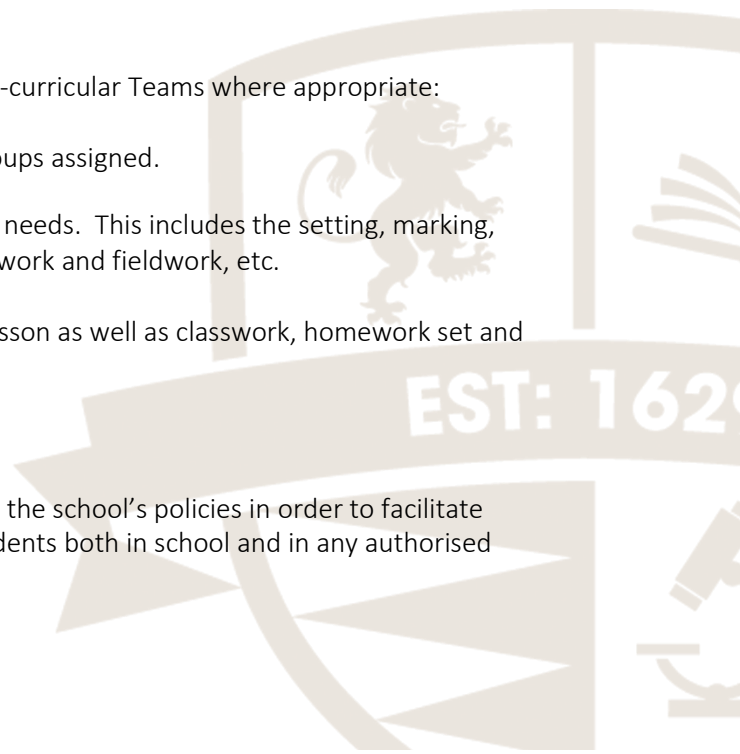 -curricular Teams where appropriate:
oups assigned.
needs.  This includes the setting, marking,
work and fieldwork, etc.
sson as well as classwork, homework set and
EST: 162
the school’s policies in order to facilitate
dents both in school and in any authorised